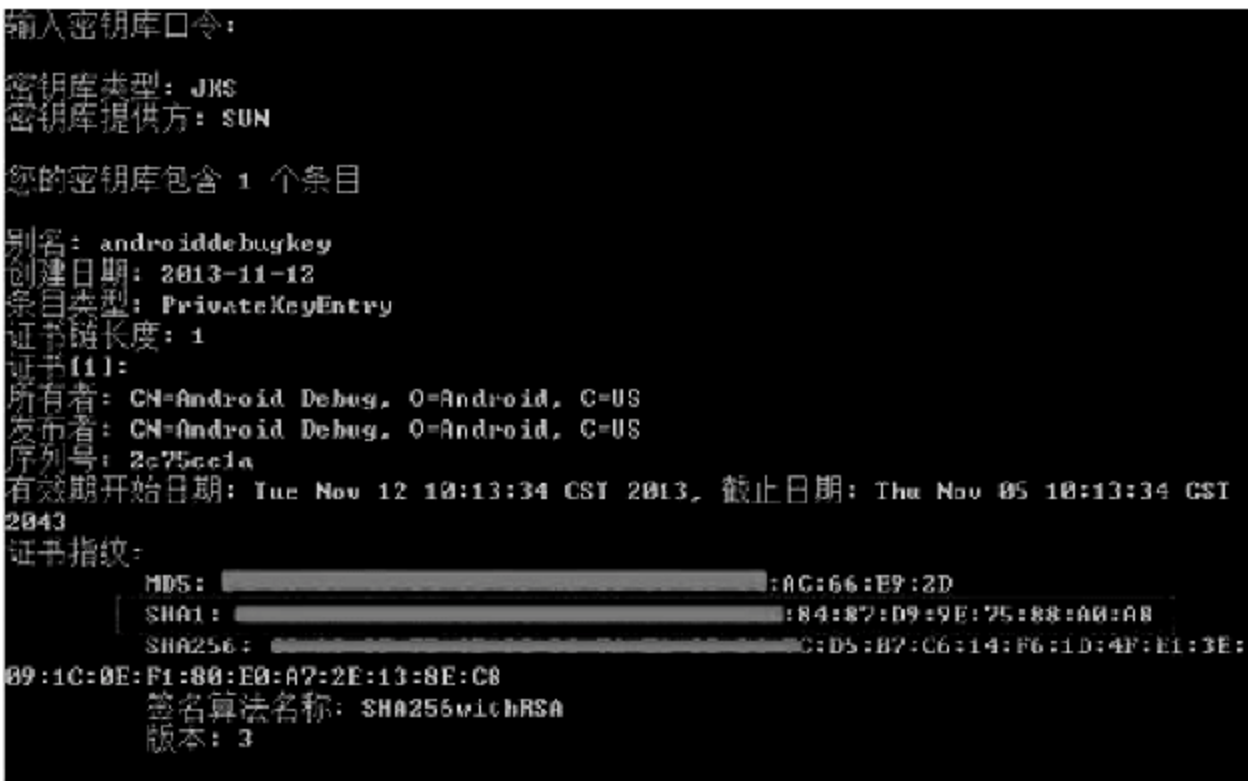 输入密钥库口令:
密钥库类型: JKS
密钥库提供方: SUN
您的密钥库包含 1 个条目
别名: androiddebugkey
创建日期: 2013-11-12
条目类型: PrivateKeyEntry
证书链长度: 1
证书[1]:
所有者: CN=Android Debug, O=Android, C=US
发布者: CN=Android Debug, O=Android, C=US
序列号: 2c75cc1a
有效期开始日期: Tue Nov 12 10:13:34 CST 2013, 截止日期: Thu Nov 05 10:13:34 CST
2043
证书指纹:
MD5: :AC:66:E9:2D
SHA1: :84:87:D9:9E:75:88:A0:A8
SHA256: C:D5:B7:C6:14:F6:1D:4F:E1:3E:
09:1C:0E:F1:80:E0:A7:2E:13:8E:C8
签名算法名称: SHA256withRSA
版本: 3